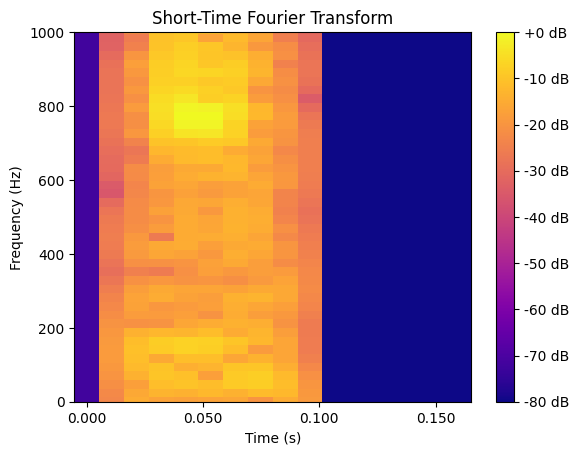 Short-Time Fourier Transform
Frequency (Hz)
1000
800
600
400
200
0
0.000
0.050
0.100
0.150
Time (s)
+0 dB
-10 dB
-20 dB
-30 dB
-40 dB
-50 dB
-60 dB
-70 dB
-80 dB